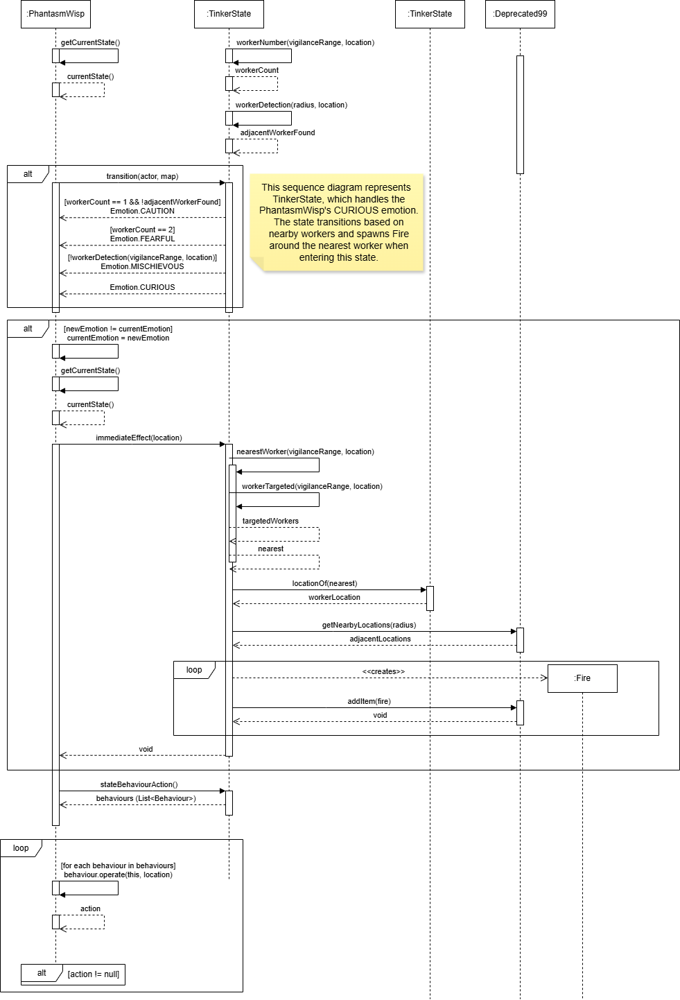 :PhantasmWisp
:TinkerState
:TinkerState
:Deprecated99
getCurrentState()
workerNumber(vigilanceRange, location)
currentState()
workerCount
workerDetection(radius, location)
adjacentWorkerFound
alt
transition(actor, map)
[workerCount == 1 && !adjacentWorkerFound]
Emotion.CAUTION
[workerCount == 2]
Emotion.FEARFUL
[!workerDetection(vigilanceRange, location)]
Emotion.MISCHIEVOUS
Emotion.CURIOUS
This sequence diagram represents
TinkerState, which handles the
PhantasmWisp's CURIOUS emotion.
The state transitions based on
nearby workers and spawns Fire
around the nearest worker when
entering this state.
alt
[newEmotion != currentEmotion]
currentEmotion = newEmotion
getCurrentState()
currentState()
immediateEffect(location)
nearestWorker(vigilanceRange, location)
workerTargeted(vigilanceRange, location)
targetedWorkers
nearest
locationOf(nearest)
workerLocation
getNearbyLocations(radius)
adjacentLocations
loop
<<creates>>
:Fire
addItem(fire)
void
void
stateBehaviourAction()
behaviours (List<Behaviour>)
loop
[for each behaviour in behaviours]
behaviour.operate(this, location)
action
alt
[action != null]